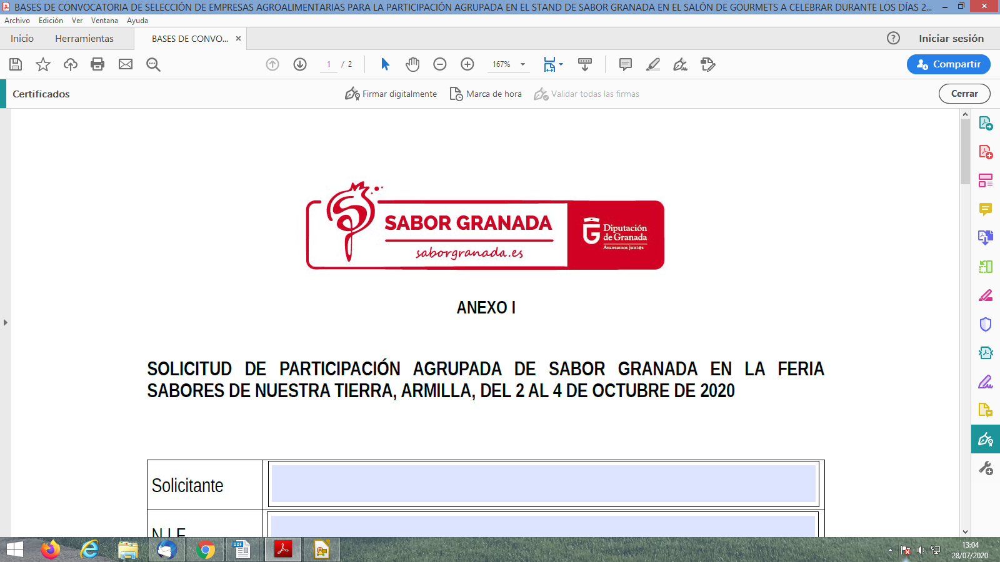 BASES DE CONVOCATORIA DE SELECCIÓN DE EMPRESAS AGROALIMENTARIAS PARA LA PARTICIPACIÓN AGRUPADA EN EL STAND DE SABOR GRANADA EN EL SALÓN DE GOURMETS A CELEBRAR DURANTE LOS DÍAS 2...
Archivo Edición Ver Ventana Ayuda
Inicio Herramientas BASES DE CONVO... Iniciar sesión
1 / 2 167% Compartir
Certificados Firmar digitalmente Marca de hora Validar todas las firmas Cerrar
SABOR GRANADA
saborgranada.es
Diputación
de Granada
Avanzamos junt@s
ANEXO I
SOLICITUD DE PARTICIPACIÓN AGRUPADA DE SABOR GRANADA EN LA FERIA
SABORES DE NUESTRA TIERRA, ARMILLA, DEL 2 AL 4 DE OCTUBRE DE 2020
Solicitante
N.I.F.
ODF
13:04
28/07/2020